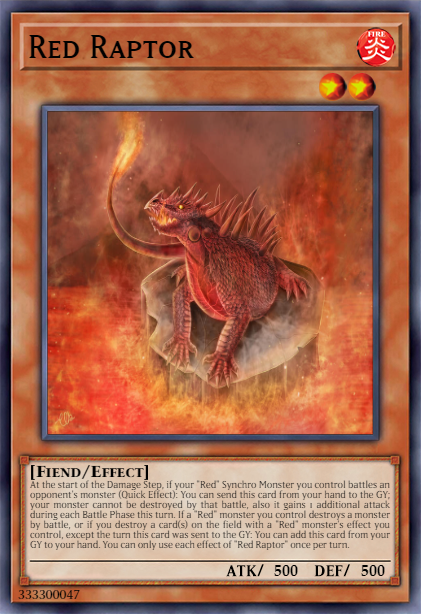 Red Raptor
FIRE
炎
[Fiend/Effect]
At the start of the Damage Step, if your "Red" Synchro Monster you control battles an
opponent's monster (Quick Effect): You can send this card from your hand to the GY;
your monster cannot be destroyed by that battle, also it gains 1 additional attack
during each Battle Phase this turn. If a "Red" monster you control destroys a monster
by battle, or if you destroy a card(s) on the field with a "Red" monster's effect you
control, except the turn this card was sent to the GY: You can add this card from your
GY to your hand. You can only use each effect of "Red Raptor" once per turn.
ATK/ 500 DEF/ 500
333300047